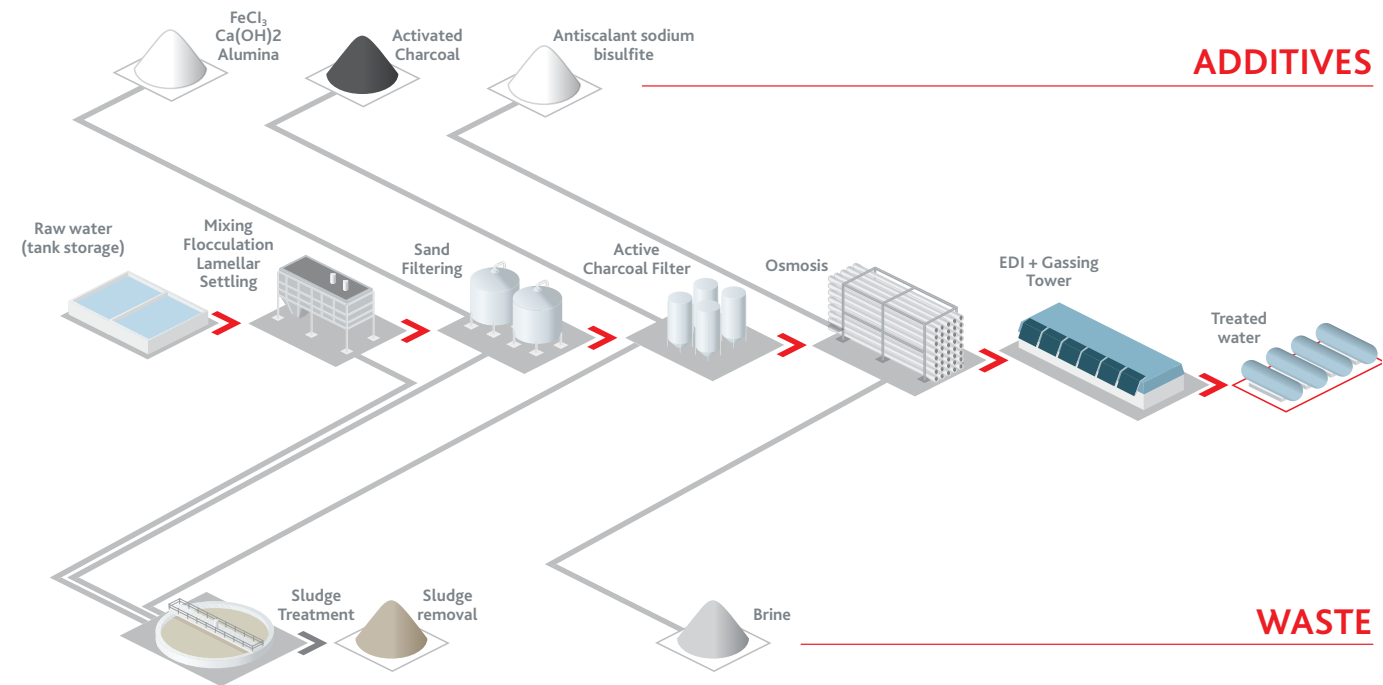 FeCl₃
Ca(OH)2
Alumina
Activated
Charcoal
Antiscalant sodium
bisulfite
ADDITIVES
Raw water
(tank storage)
Mixing
Flocculation
Lamellar
Settling
Sand
Filtering
Active
Charcoal Filter
Osmosis
EDI + Gassing
Tower
Treated
water
Sludge
Treatment
Sludge
removal
Brine
WASTE